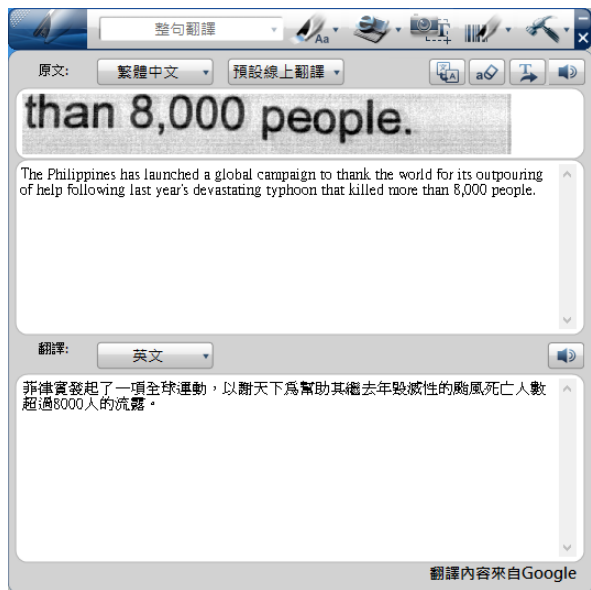 整句翻譯
Aa
原文:
繁體中文
預設線上翻譯
than 8,000 people.
The Philippines has launched a global campaign to thank the world for its outpouring
of help following last year's devastating typhoon that killed more than 8,000 people.
翻譯:
英文
菲律賓發起了一項全球運動，以謝天下為幫助其繼去年毀滅性的颱風死亡人數
超過8000人的流露。
翻譯內容來自Google